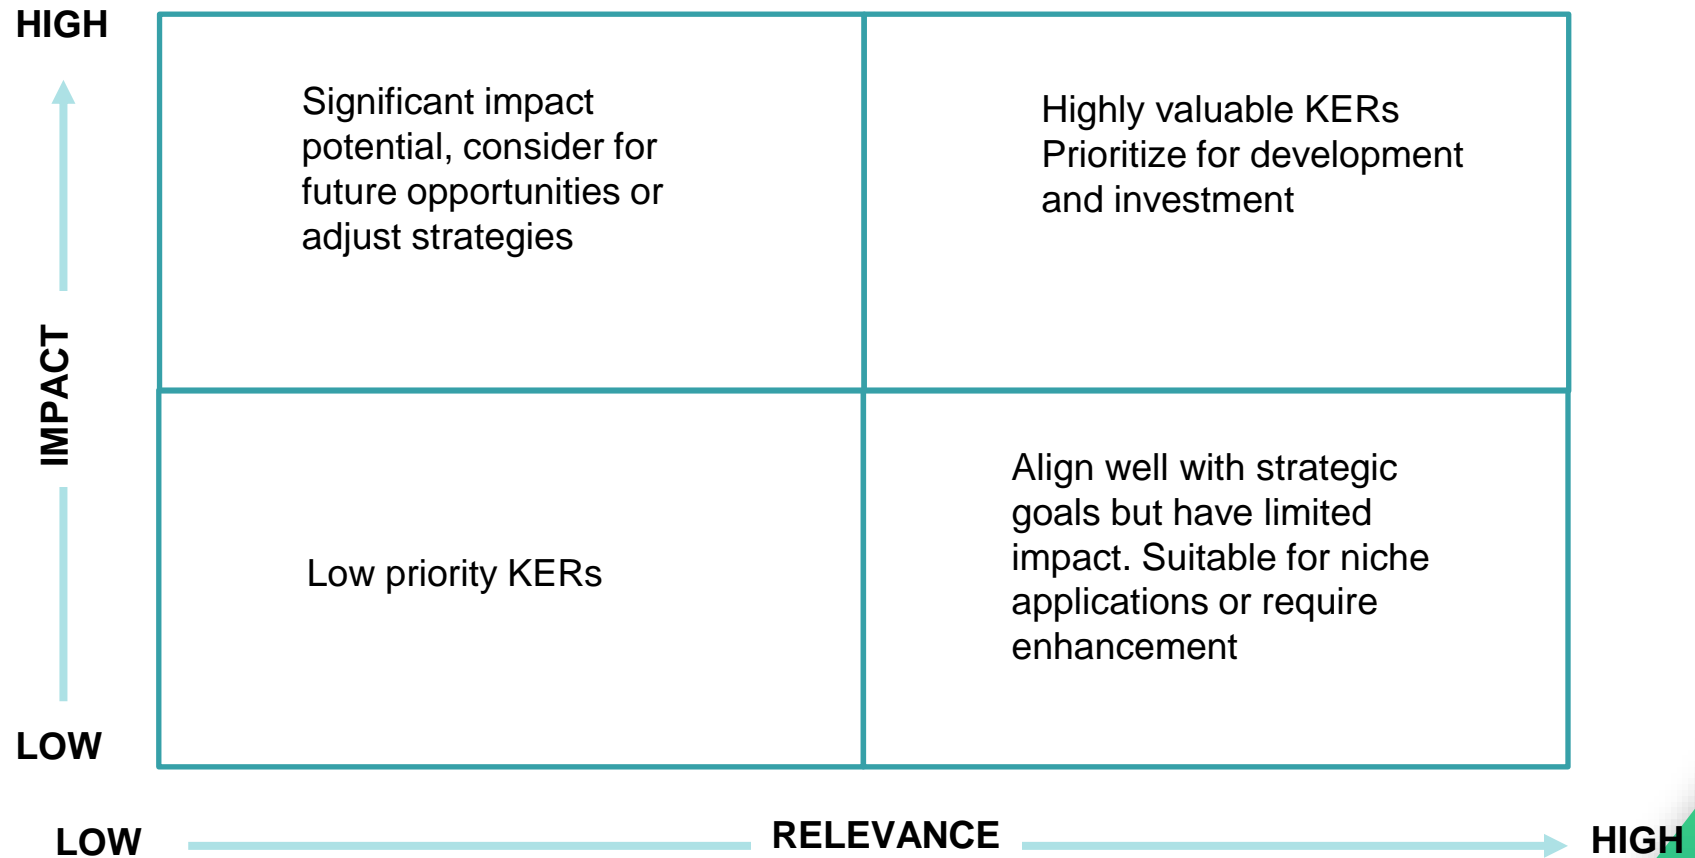 HIGH
Significant impact
potential, consider for
future opportunities or
adjust strategies
Highly valuable KERs
Prioritize for development
and investment
IMPACT
Low priority KERs
Align well with strategic
goals but have limited
impact. Suitable for niche
applications or require
enhancement
LOW
LOW
RELEVANCE
HIGH